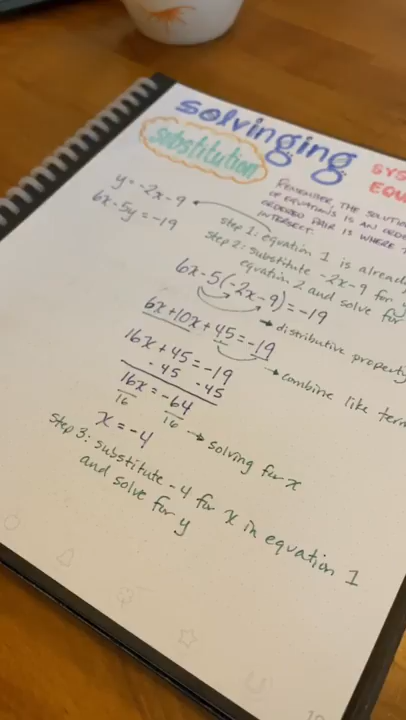 solvinging
SYS
substitution
EQU
REMEMBER, THE SOLUTION
OF EQUATIONS IS AN
ORDERED PAIR IS WHERE
INTERSECT.
y = -2x - 9
6x - 5y = -19
step 1: equation 1 is already
step 2: substitute -2x - 9 for y
equation 2 and solve for
6x - 5(-2x - 9) = -19
→ distributive property
6x + 10x + 45 = -19
→ combine like term
16x + 45 = -19
-45 -45
16x = -64
16 16
→ solving for x
x = -4
step 3: substitute -4 for x in equation 1
and solve for y